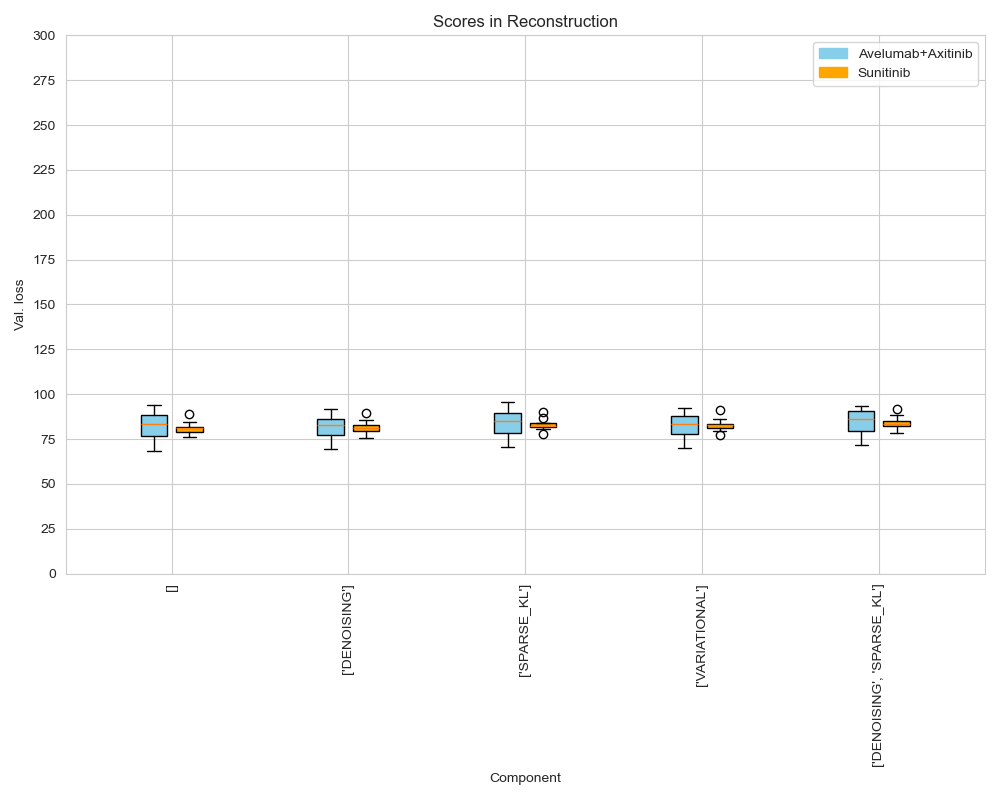 Scores in Reconstruction
300
275
250
225
200
175
150
125
100
75
50
25
0
Val. loss
Avelumab+Axitinib
Sunitinib
[]
['DENOISING']
['SPARSE_KL']
['VARIATIONAL']
['DENOISING', 'SPARSE_KL']
Component